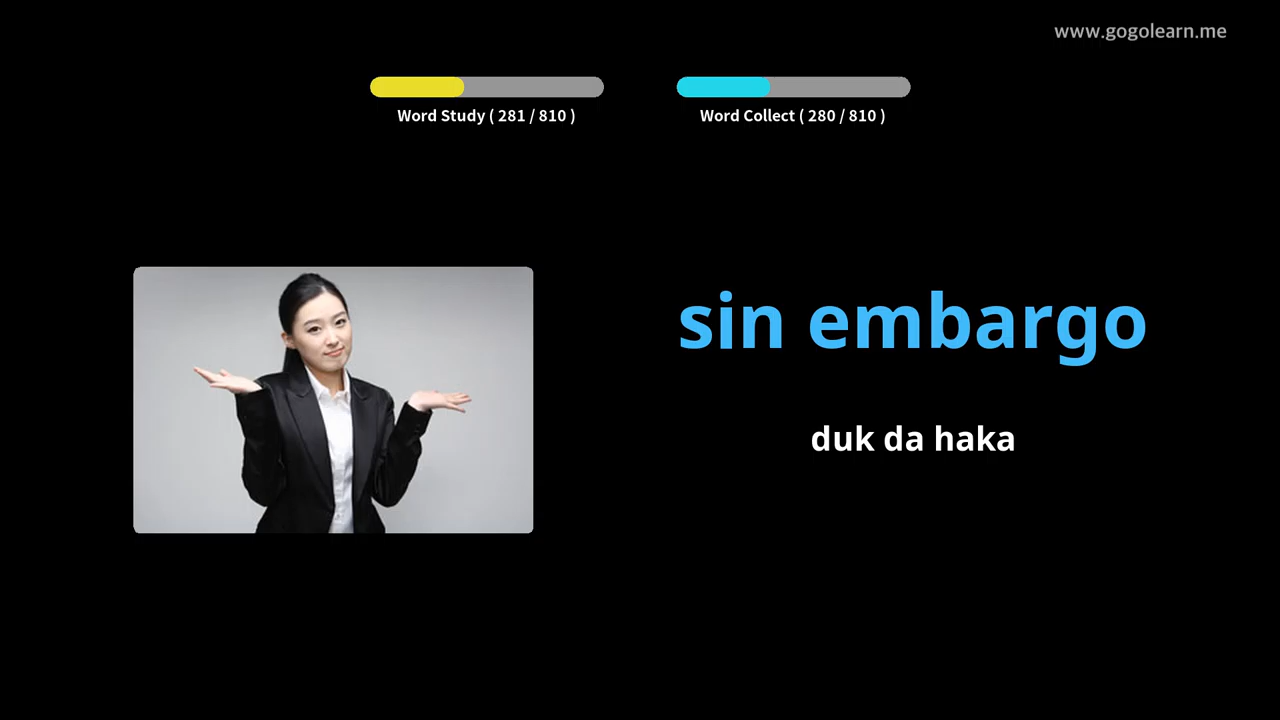 www.gogolearn.me
Word Study ( 281 / 810 )
Word Collect ( 280 / 810 )
sin embargo
duk da haka